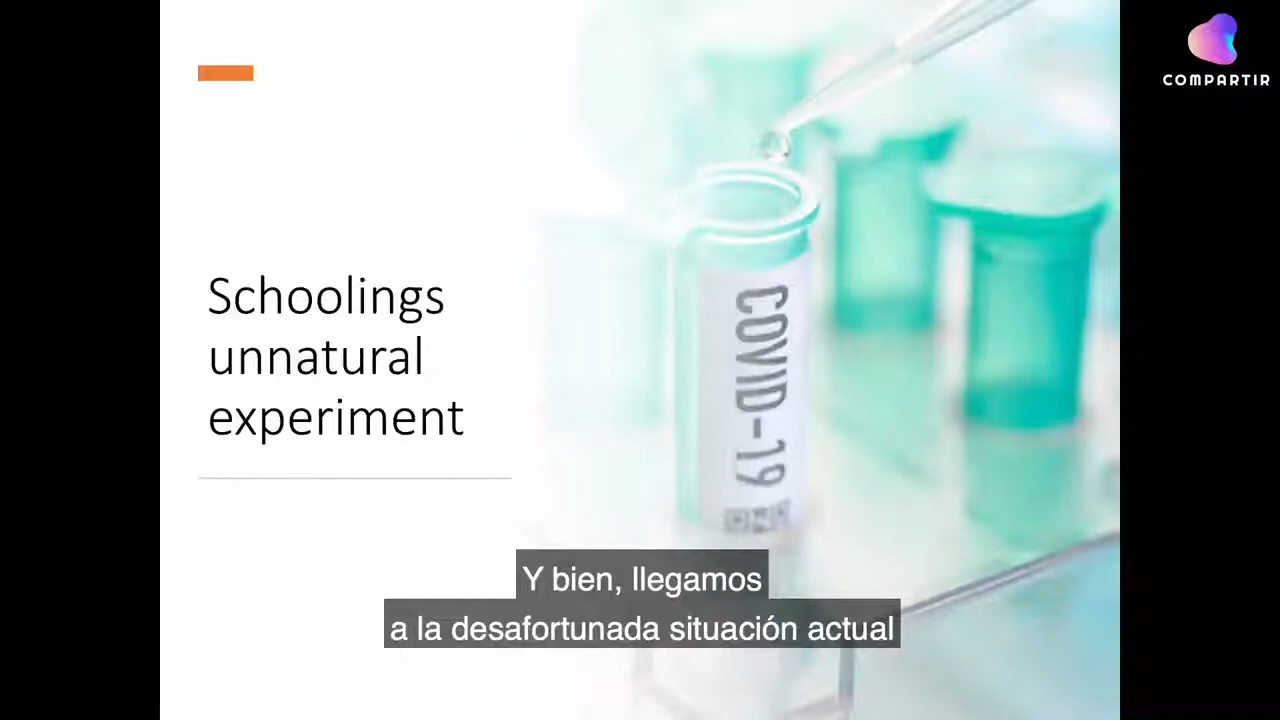 COMPARTIR
Schoolings
unnatural
experiment
COVID-19
Y bien, llegamos
a la desafortunada situación actual